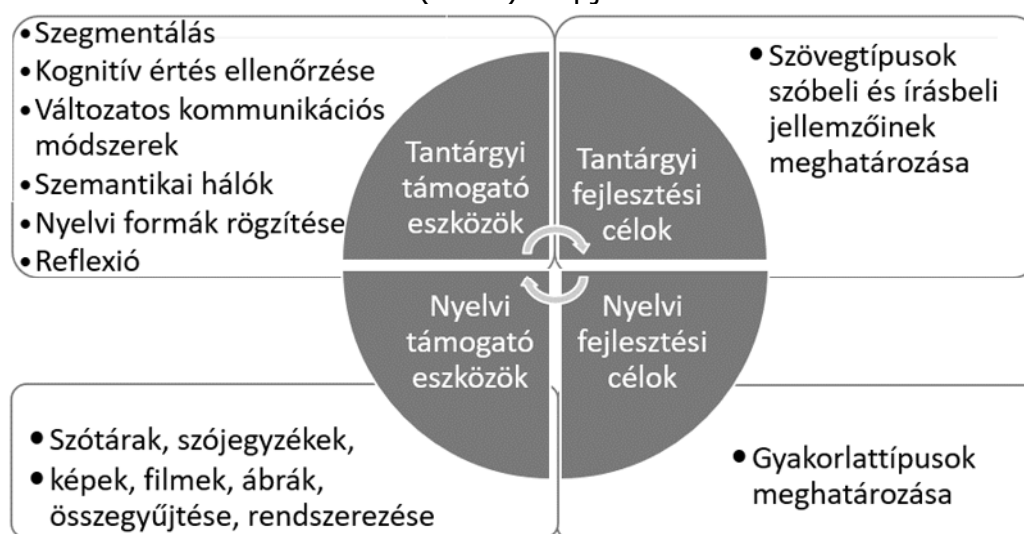 • Szegmentálás
• Kognitív értés ellenőrzése
• Változatos kommunikációs
módszerek
• Szemantikai hálók
• Nyelvi formák rögzítése
• Reflexió
Tantárgyi
támogató
eszközök
Tantárgyi
fejlesztési
célok
• Szövegtípusok
szóbeli és írásbeli
jellemzőinek
meghatározása
Nyelvi
támogató
eszközök
Nyelvi
fejlesztési
célok
• Szótárak, szójegyzékek,
• képek, filmek, ábrák,
összegyűjtése, rendszerezése
• Gyakorlattípusok
meghatározása